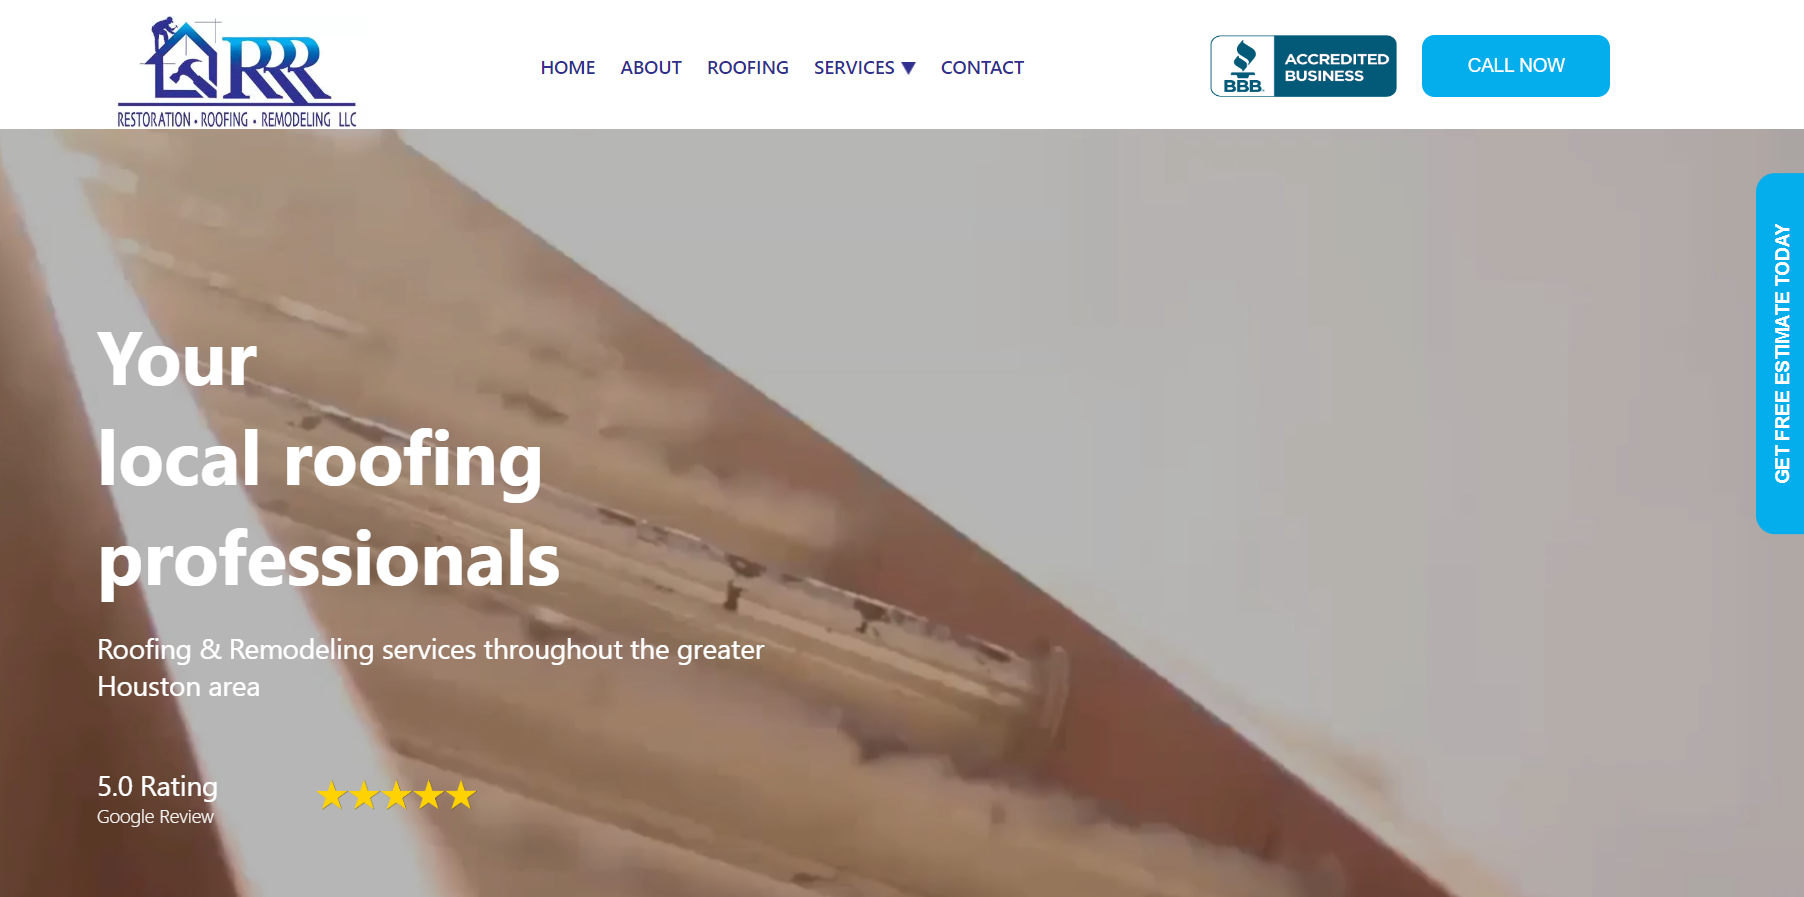 RRR
RESTORATION • ROOFING • REMODELING LLC
HOME ABOUT ROOFING SERVICES ▼ CONTACT
BBB
ACCREDITED
BUSINESS
CALL NOW
GET FREE ESTIMATE TODAY
Your
local roofing
professionals
Roofing & Remodeling services throughout the greater
Houston area
5.0 Rating
Google Review